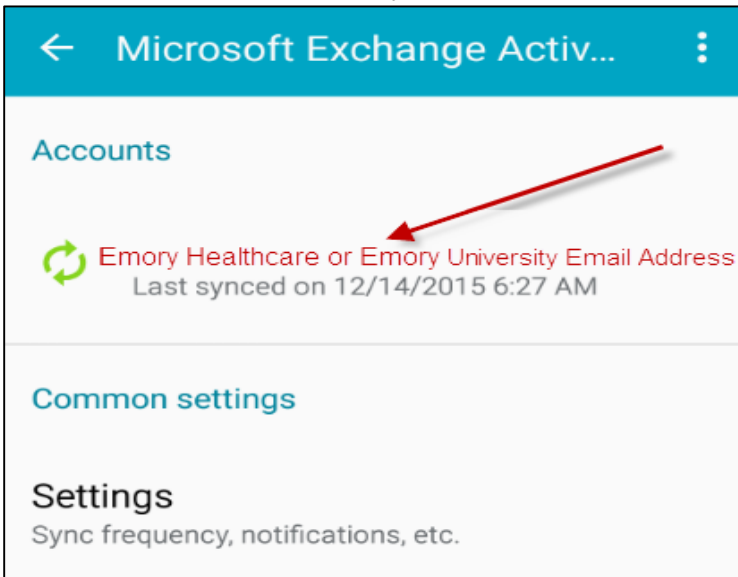 Microsoft Exchange Activ...
Accounts
Emory Healthcare or Emory University Email Address
Last synced on 12/14/2015 6:27 AM
Common settings
Settings
Sync frequency, notifications, etc.